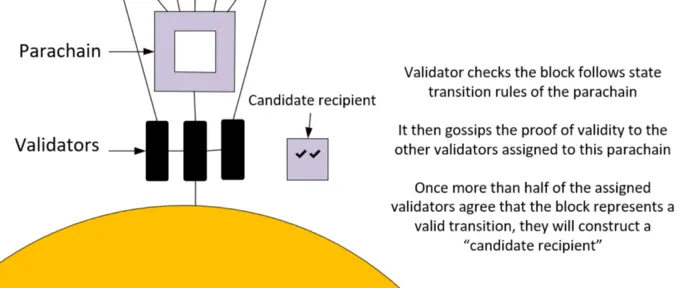 Parachain
Validators
Candidate recipient
Validator checks the block follows state
transition rules of the parachain
It then gossips the proof of validity to the
other validators assigned to this parachain
Once more than half of the assigned
validators agree that the block represents a
valid transition, they will construct a
“candidate recipient”